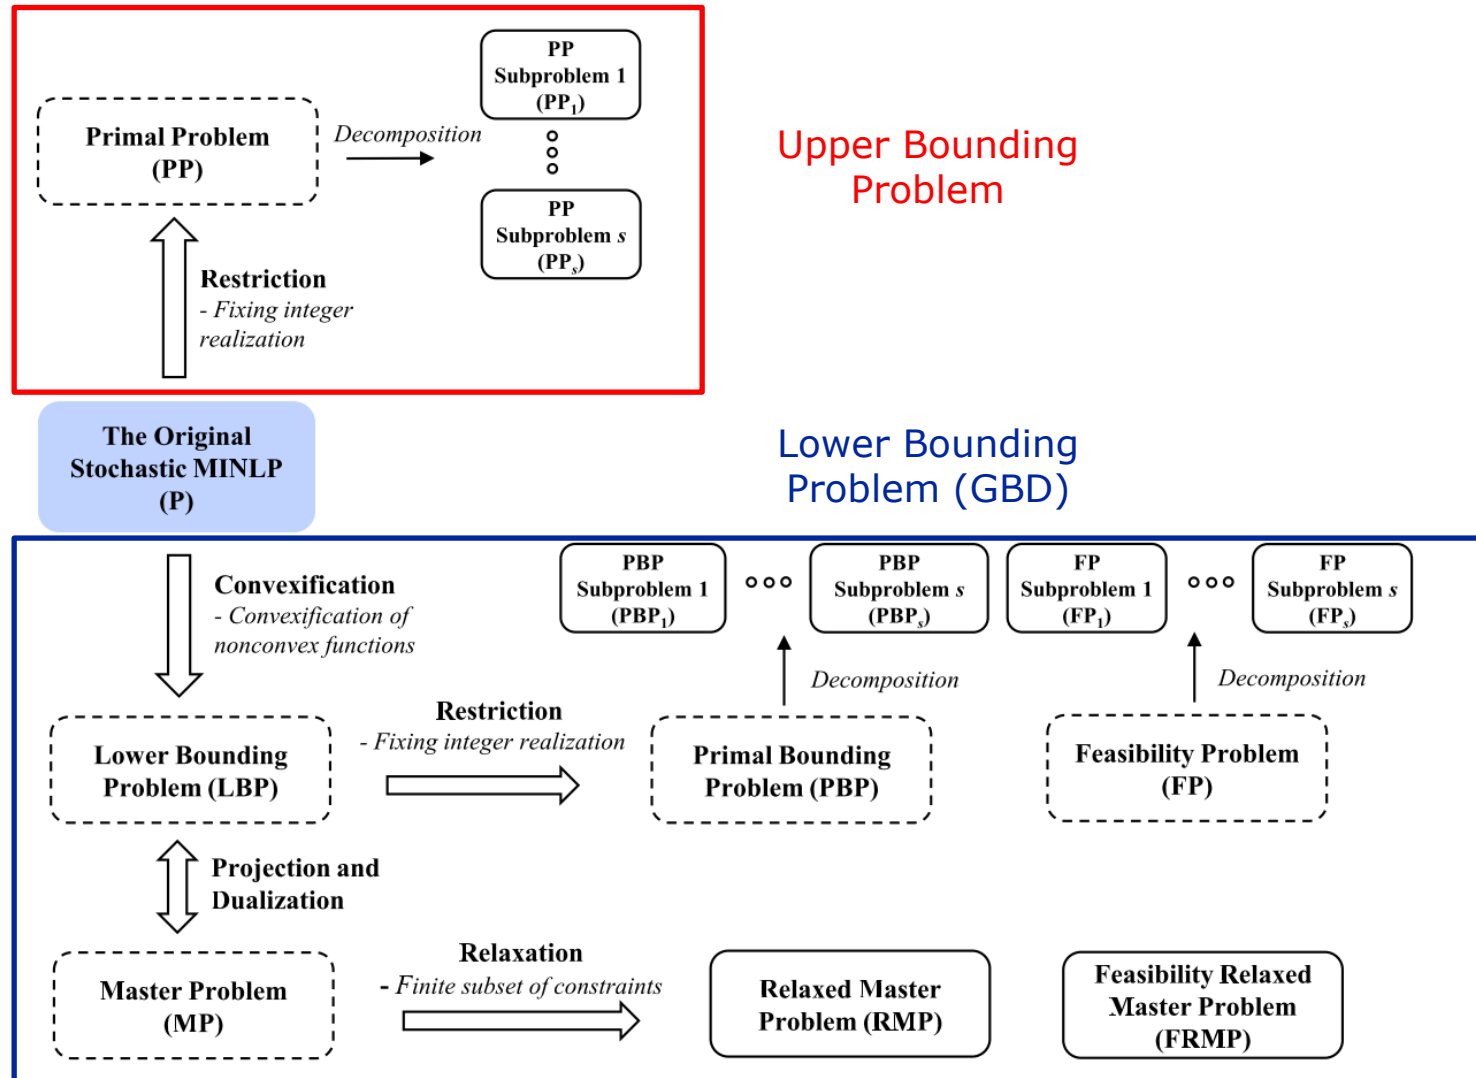 PP
Subproblem 1
(PP₁)
Primal Problem
(PP)
Decomposition
Upper Bounding
Problem
PP
Subproblem s
(PPₛ)
Restriction
- Fixing integer
realization
The Original
Stochastic MINLP
(P)
Lower Bounding
Problem (GBD)
Convexification
- Convexification of
nonconvex functions
PBP
Subproblem 1
(PBP₁)
PBP
Subproblem s
(PBPₛ)
FP
Subproblem 1
(FP₁)
FP
Subproblem s
(FPₛ)
Decomposition
Decomposition
Lower Bounding
Problem (LBP)
Restriction
- Fixing integer realization
Primal Bounding
Problem (PBP)
Feasibility Problem
(FP)
Projection and
Dualization
Master Problem
(MP)
Relaxation
- Finite subset of constraints
Relaxed Master
Problem (RMP)
Feasibility Relaxed
Master Problem
(FRMP)